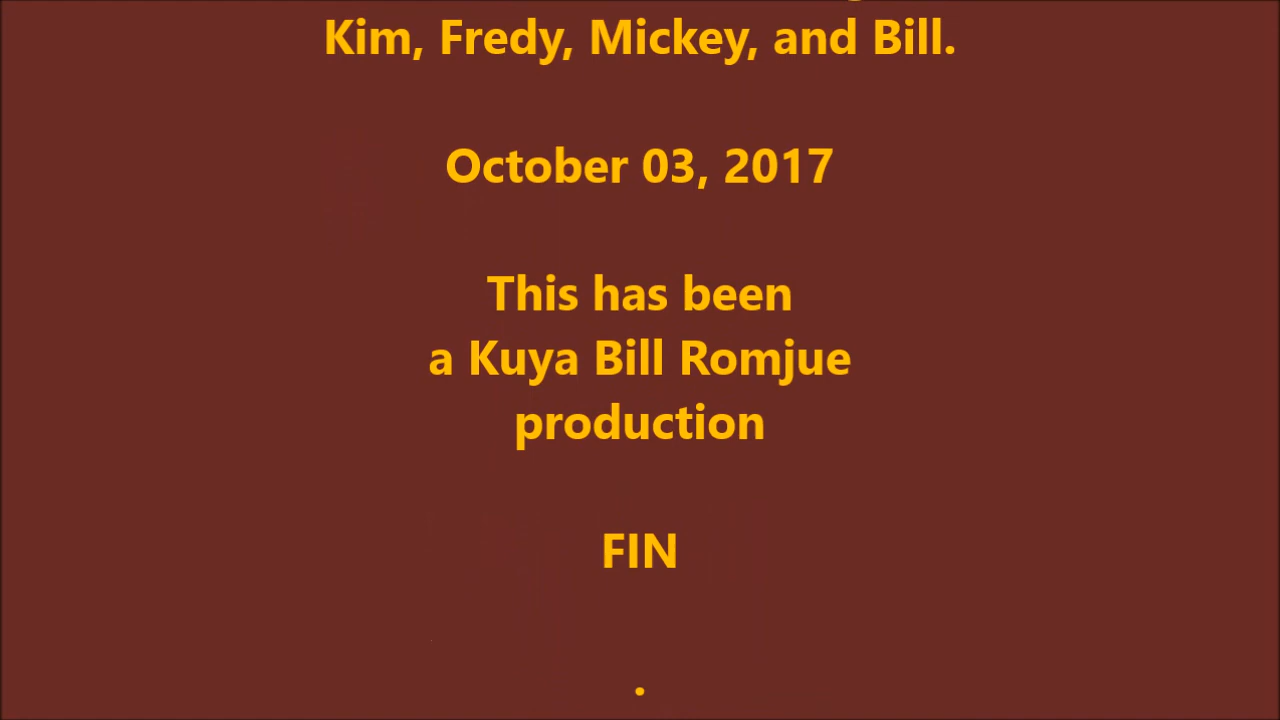 Kim, Fredy, Mickey, and Bill.
October 03, 2017
This has been
a Kuya Bill Romjue
production
FIN
.